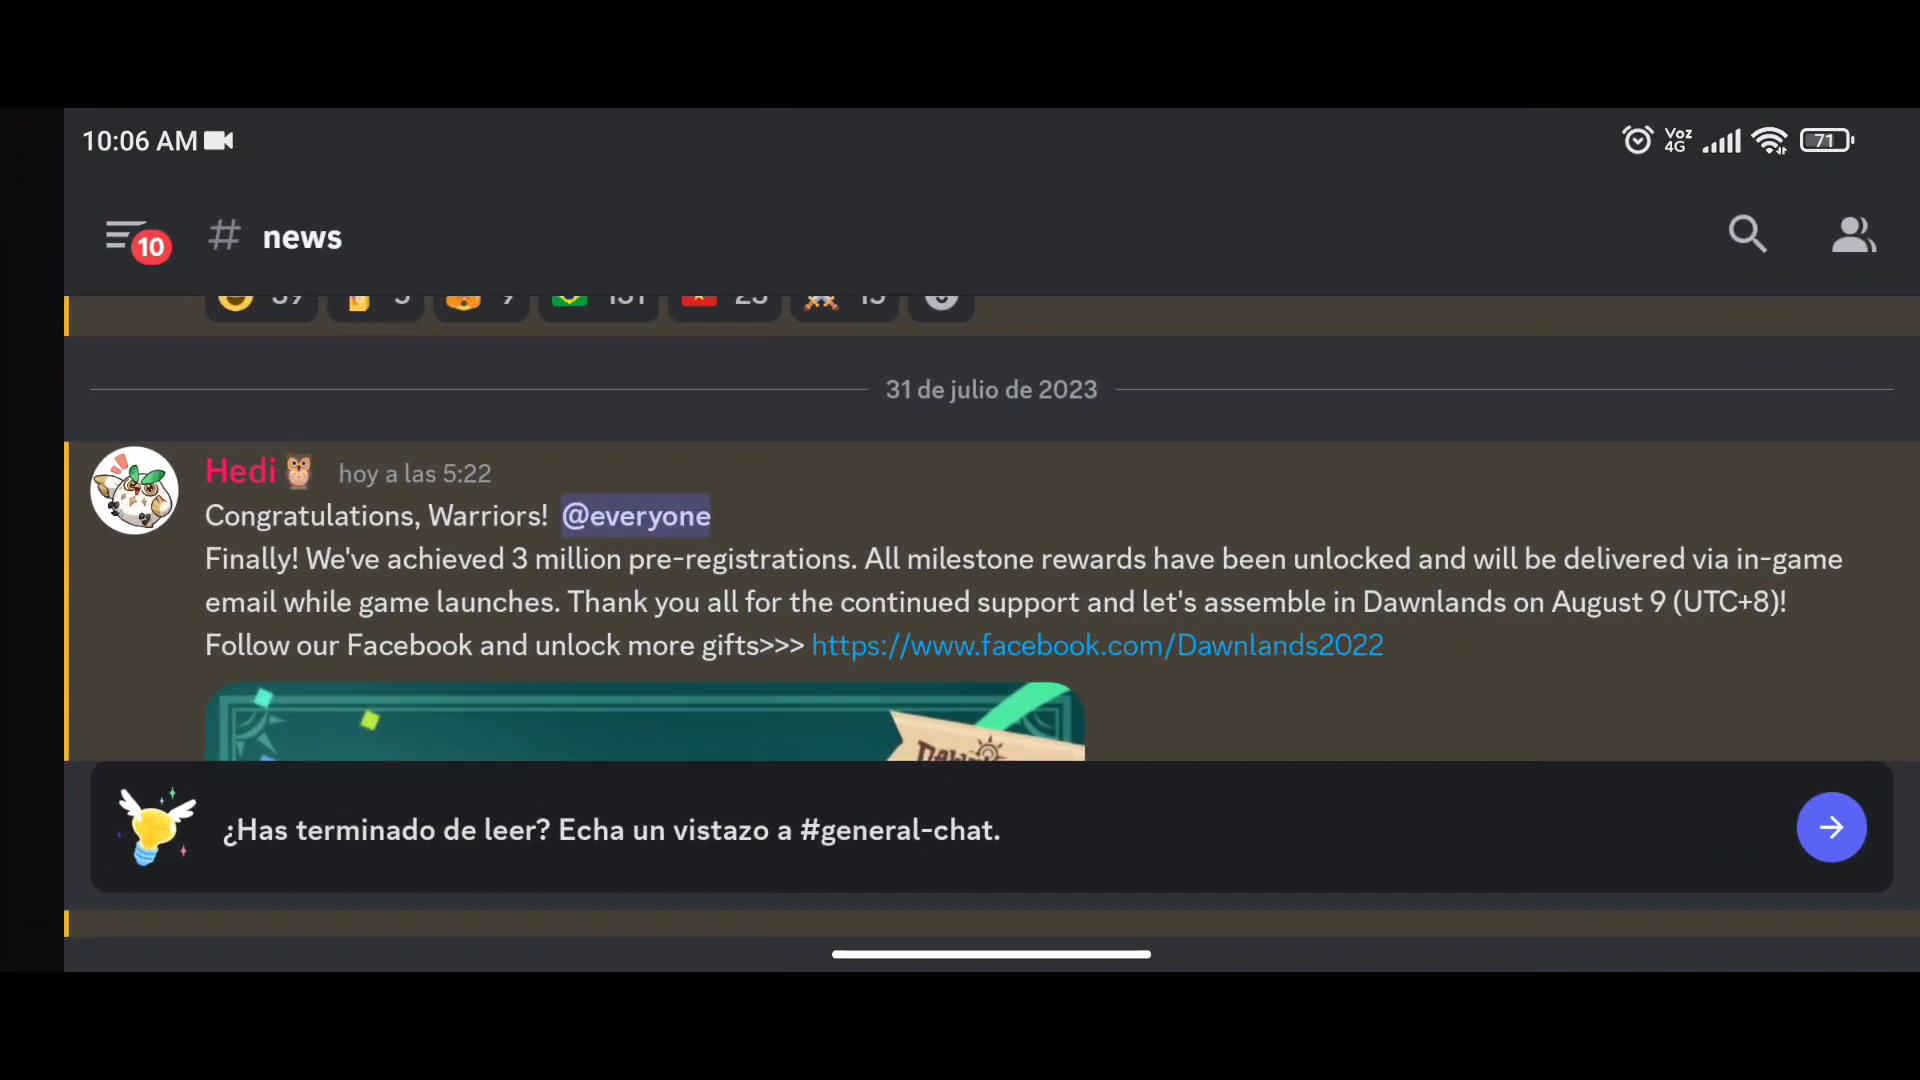 10:06 AM
Voz
4G
71
10
# news
31 de julio de 2023
Hedi🦉 hoy a las 5:22
Congratulations, Warriors! @everyone
Finally! We've achieved 3 million pre-registrations. All milestone rewards have been unlocked and will be delivered via in-game
email while game launches. Thank you all for the continued support and let's assemble in Dawnlands on August 9 (UTC+8)!
Follow our Facebook and unlock more gifts>>> https://www.facebook.com/Dawnlands2022
¿Has terminado de leer? Echa un vistazo a #general-chat.